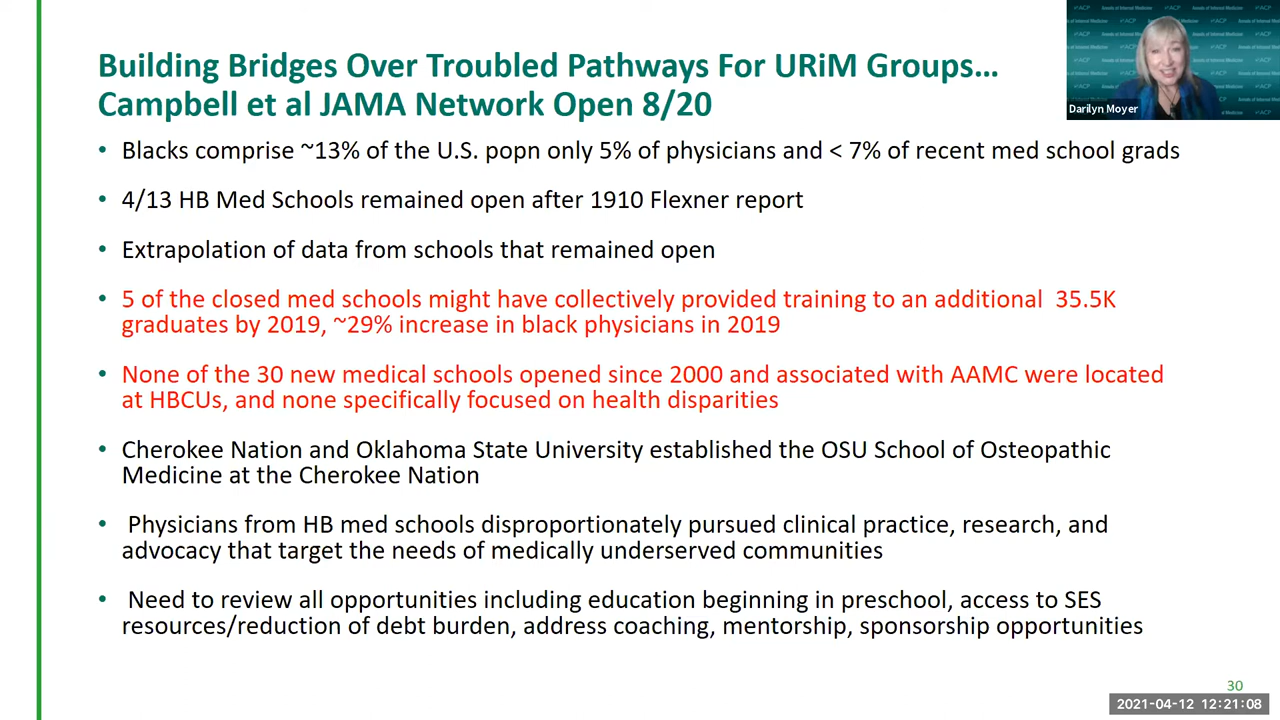 Building Bridges Over Troubled Pathways For URiM Groups…
Campbell et al JAMA Network Open 8/20
• Blacks comprise ~13% of the U.S. popn only 5% of physicians and < 7% of recent med school grads
• 4/13 HB Med Schools remained open after 1910 Flexner report
• Extrapolation of data from schools that remained open
• 5 of the closed med schools might have collectively provided training to an additional 35.5K
graduates by 2019, ~29% increase in black physicians in 2019
• None of the 30 new medical schools opened since 2000 and associated with AAMC were located
at HBCUs, and none specifically focused on health disparities
• Cherokee Nation and Oklahoma State University established the OSU School of Osteopathic
Medicine at the Cherokee Nation
• Physicians from HB med schools disproportionately pursued clinical practice, research, and
advocacy that target the needs of medically underserved communities
• Need to review all opportunities including education beginning in preschool, access to SES
resources/reduction of debt burden, address coaching, mentorship, sponsorship opportunities
ACP
Annals of Internal Medicine
Darilyn Moyer
30
2021-04-12 12:21:08